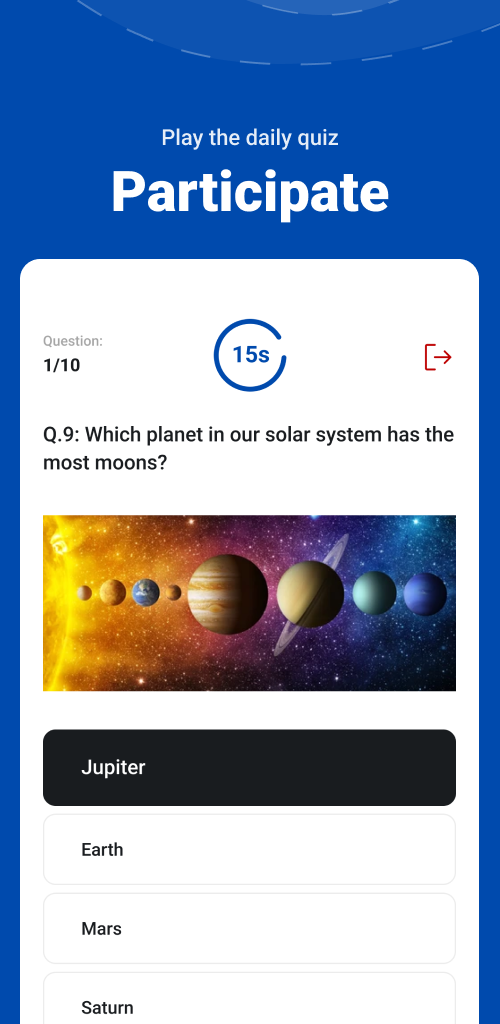 Play the daily quiz
Participate
Question:
1/10
15s
Q.9: Which planet in our solar system has the
most moons?
Jupiter
Earth
Mars
Saturn